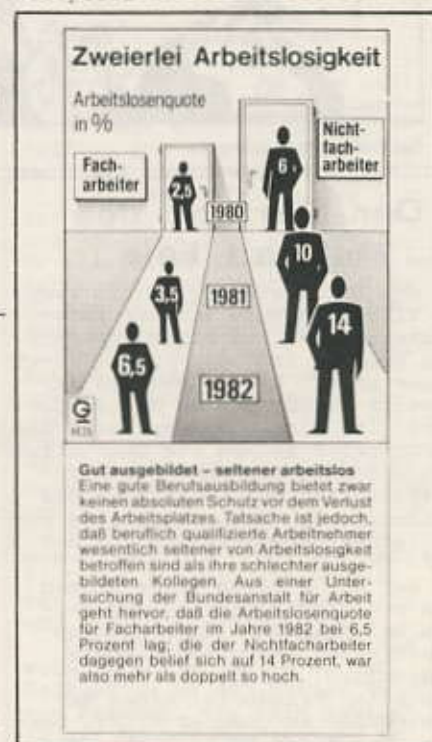 Zweierlei Arbeitslosigkeit
Arbeitslosenquote
in %
Fach-
arbeiter
Nicht-
fach-
arbeiter
2,5
1980
6
3,5
1981
10
6,5
1982
14
Gut ausgebildet – seltener arbeitslos
Eine gute Berufsausbildung bietet zwar
keinen absoluten Schutz vor dem Verlust
des Arbeitsplatzes. Tatsache ist jedoch,
daß beruflich qualifizierte Arbeitnehmer
wesentlich seltener von Arbeitslosigkeit
betroffen sind als ihre schlechter ausge-
bildeten Kollegen. Aus einer Unter-
suchung der Bundesanstalt für Arbeit
geht hervor, daß die Arbeitslosenquote
für Facharbeiter im Jahre 1982 bei 6,5
Prozent lag; die der Nichtfacharbeiter
dagegen belief sich auf 14 Prozent, war
also mehr als doppelt so hoch.